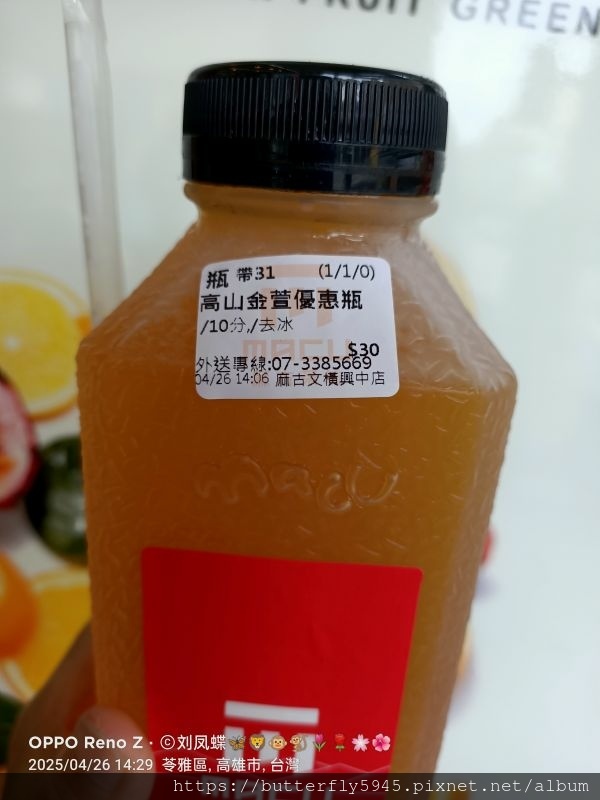 FRUIT GREEN
瓶 帶31 (1/1/0)
高山金萱優惠瓶
/10分,/去冰
$30
外送專線:07-3385669
04/26 14:06 麻古文橫興中店
macu
OPPO Reno Z · ©刘凤蝶🦋🦁🐵🐒🌷🌹🌸🌺
2025/04/26 14:29 苓雅區, 高雄市, 台灣
https://butterfly5945.pixnet.net/album